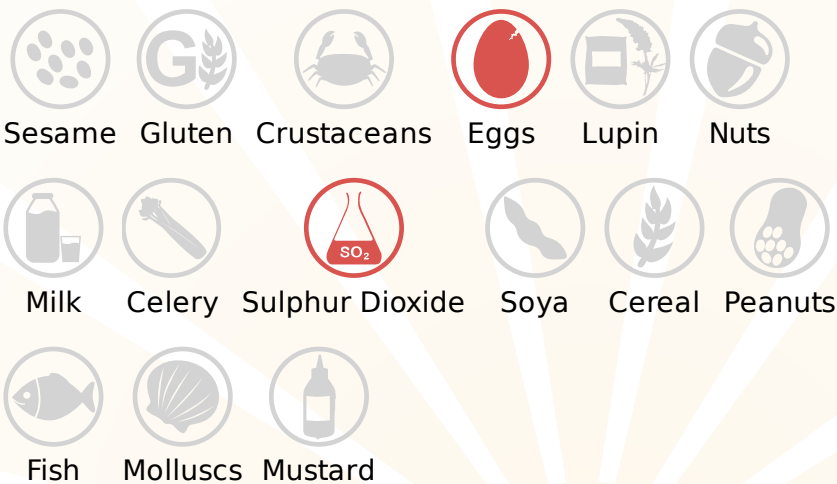 G
Sesame Gluten Crustaceans Eggs Lupin Nuts
SO₂
Milk Celery Sulphur Dioxide Soya Cereal Peanuts
Fish Molluscs Mustard